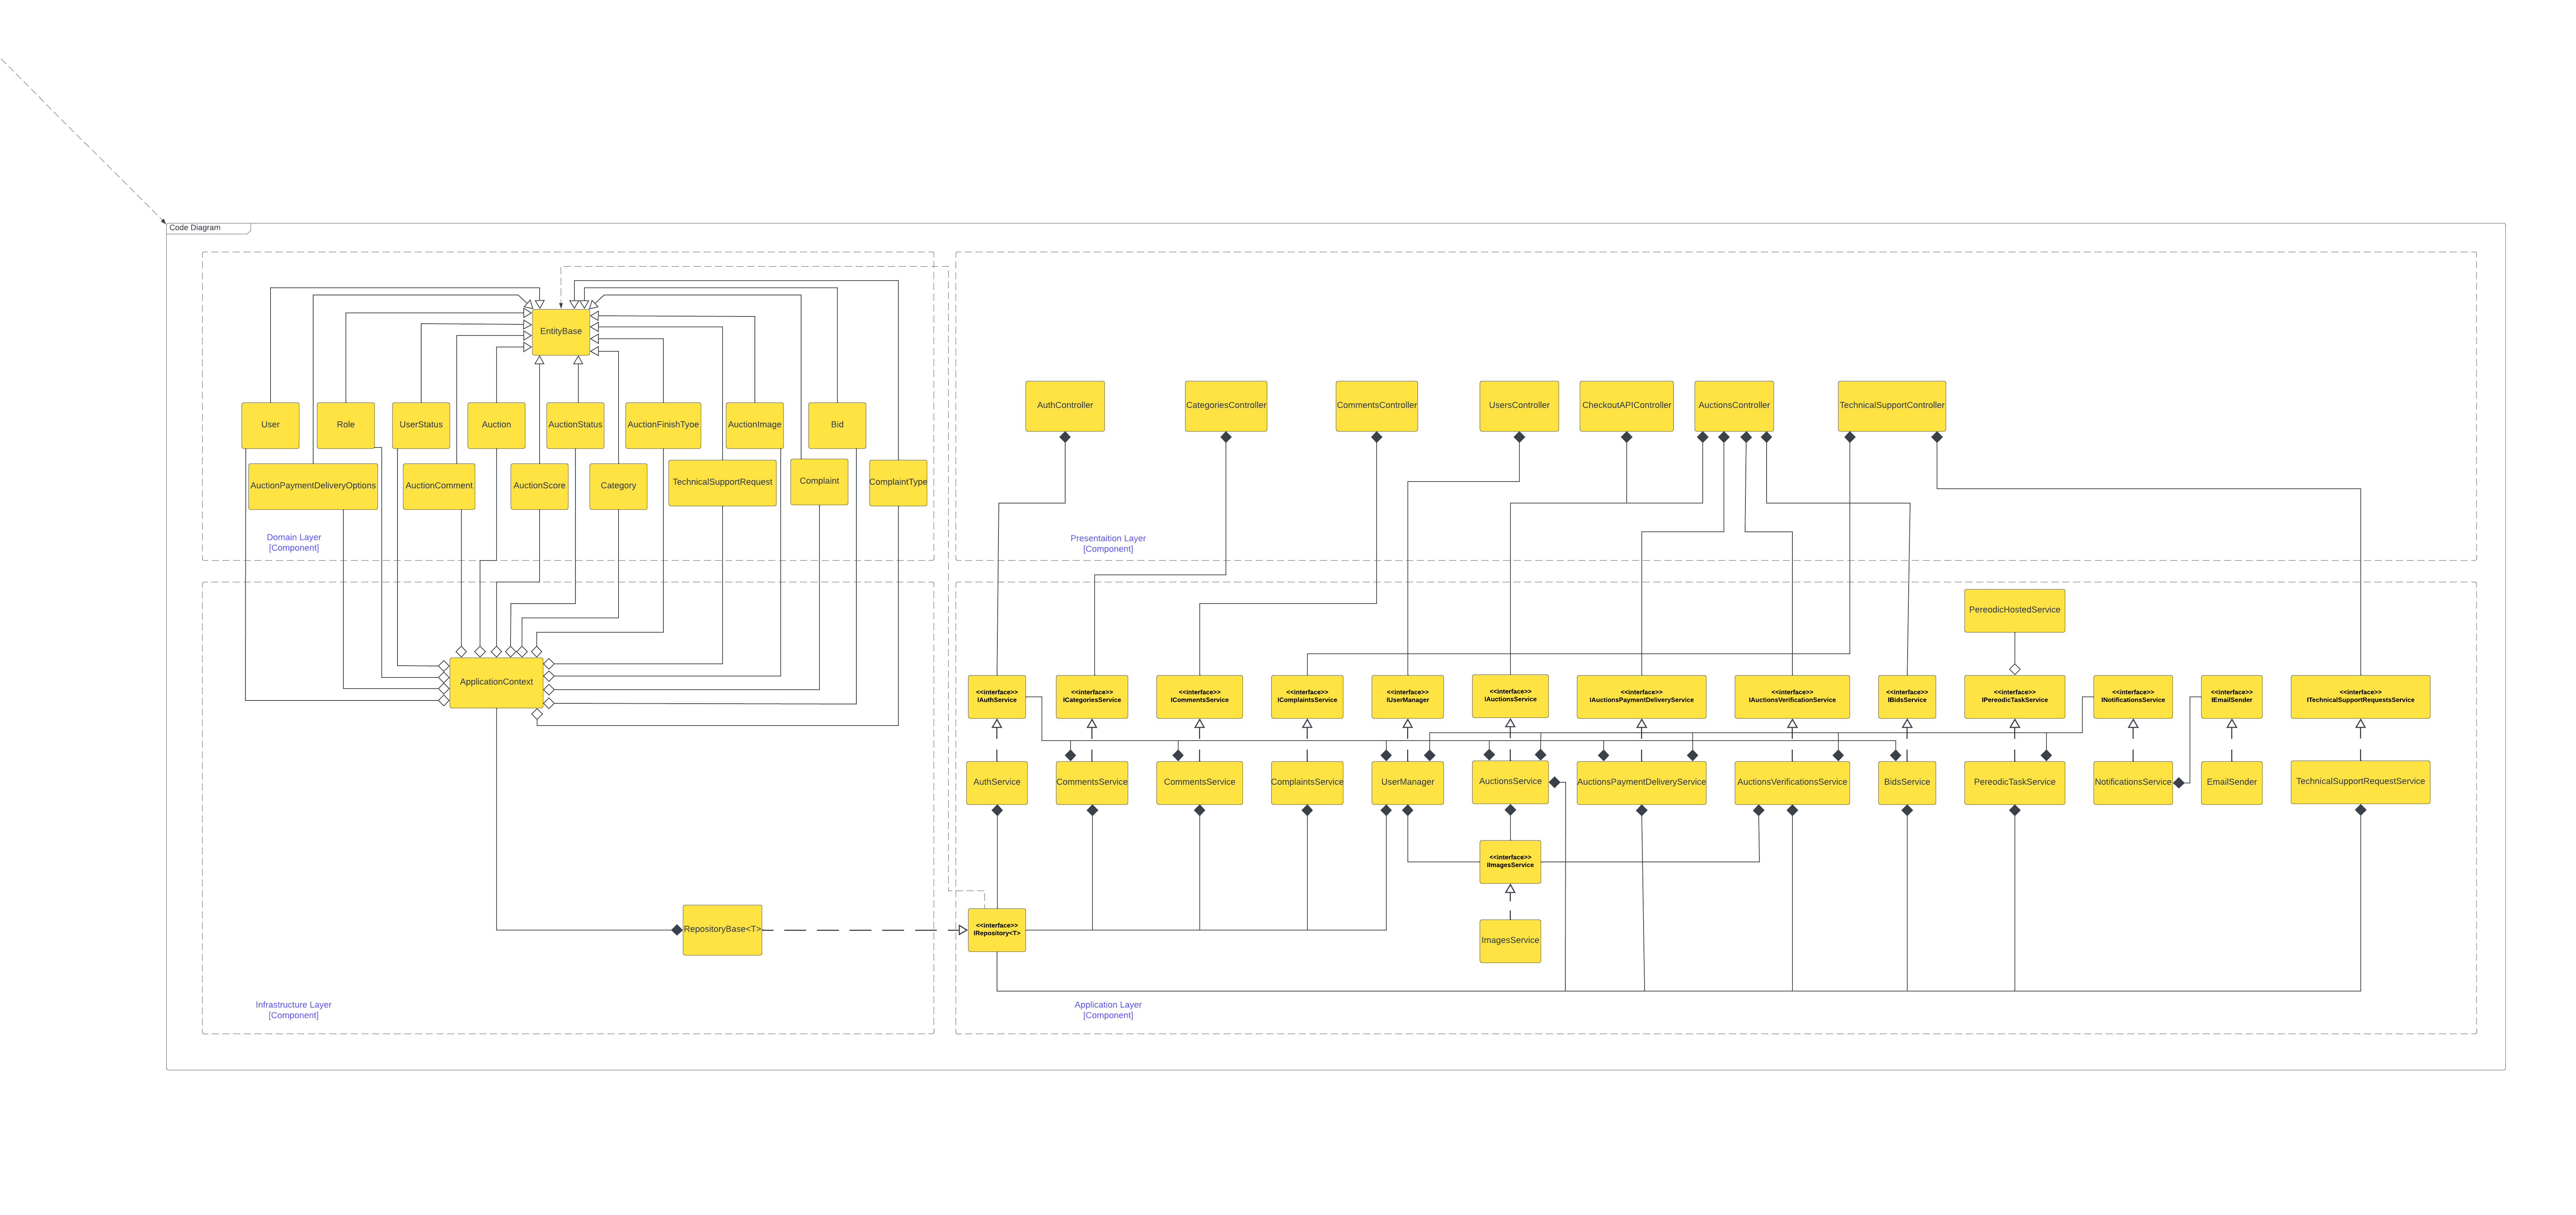 Code Diagram
EntityBase
User
Role
UserStatus
Auction
AuctionStatus
AuctionFinishTyoe
AuctionImage
Bid
AuctionPaymentDeliveryOptions
AuctionComment
AuctionScore
Category
TechnicalSupportRequest
Complaint
ComplaintType
Domain Layer
[Component]
AuthController
CategoriesController
CommentsController
UsersController
CheckoutAPIController
AuctionsController
TechnicalSupportController
Presentaition Layer
[Component]
ApplicationContext
RepositoryBase<T>
Infrastructure Layer
[Component]
PereodicHostedService
<<interface>>
IAuthService
<<interface>>
ICategoriesService
<<interface>>
ICommentsService
<<interface>>
IComplaintsService
<<interface>>
IUserManager
<<interface>>
IAuctionsService
<<interface>>
IAuctionsPaymentDeliveryService
<<interface>>
IAuctionsVerificationService
<<interface>>
IBidsService
<<interface>>
IPereodicTaskService
<<interface>>
INotificationsService
<<interface>>
IEmailSender
<<interface>>
ITechnicalSupportRequestsService
AuthService
CommentsService
CommentsService
ComplaintsService
UserManager
AuctionsService
AuctionsPaymentDeliveryService
AuctionsVerificationsService
BidsService
PereodicTaskService
NotificationsService
EmailSender
TechnicalSupportRequestService
<<interface>>
IImagesService
<<interface>>
IRepository<T>
ImagesService
Application Layer
[Component]